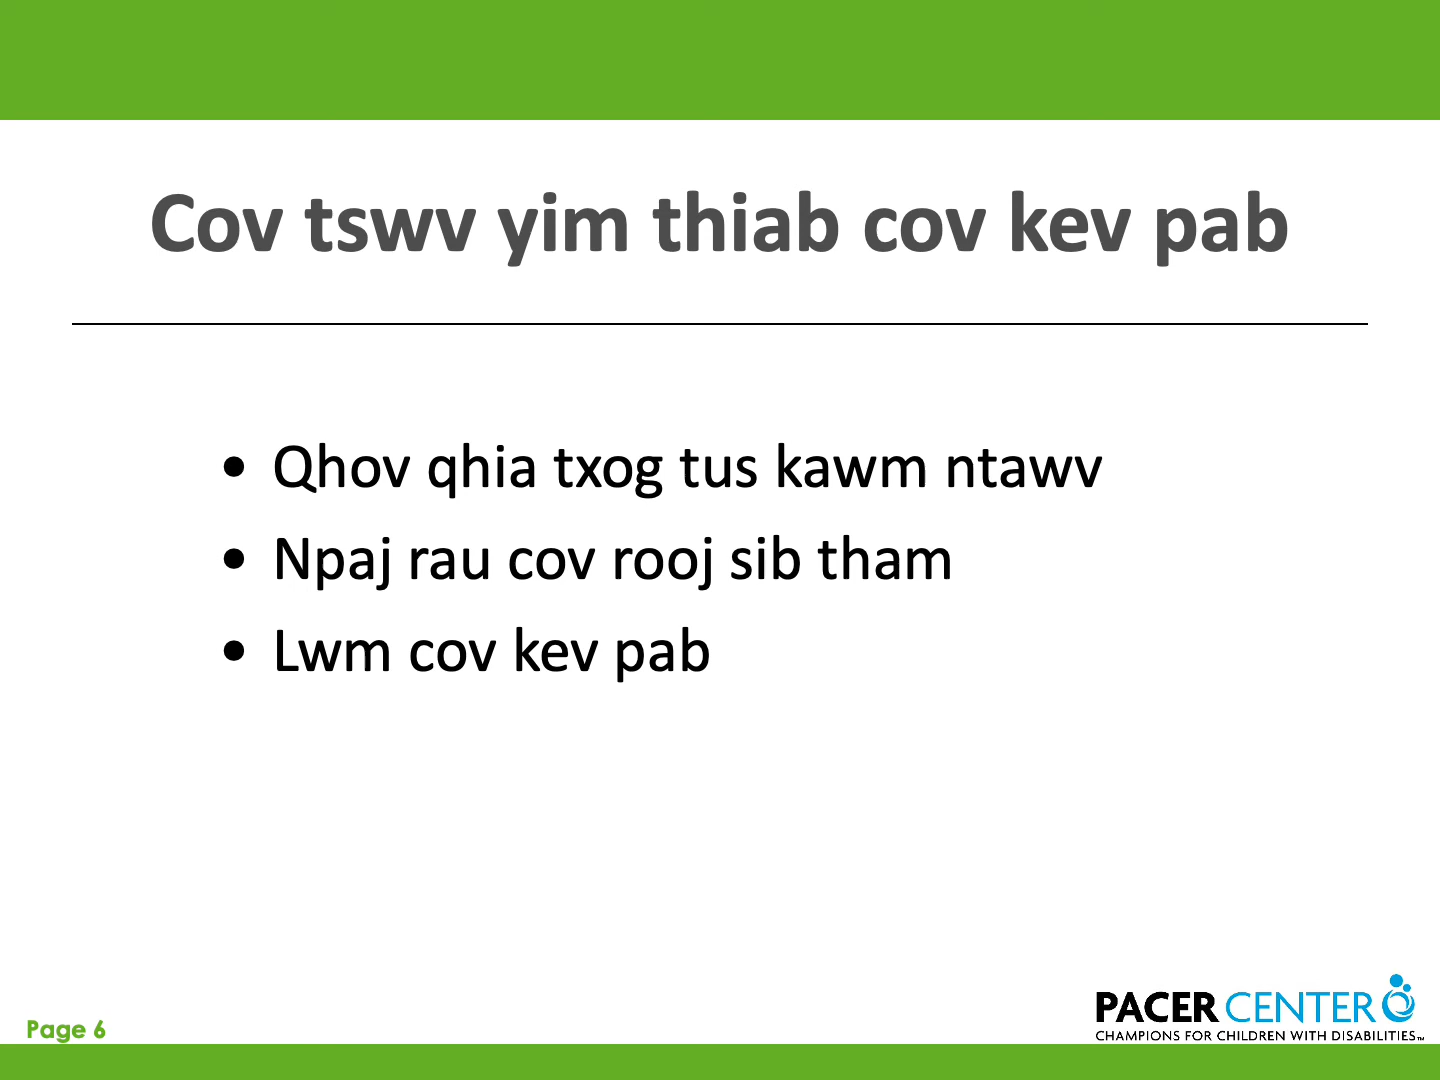 Cov tswv yim thiab cov kev pab
• Qhov qhia txog tus kawm ntawv
• Npaj rau cov rooj sib tham
• Lwm cov kev pab
Page 6
PACER CENTER
CHAMPIONS FOR CHILDREN WITH DISABILITIES™